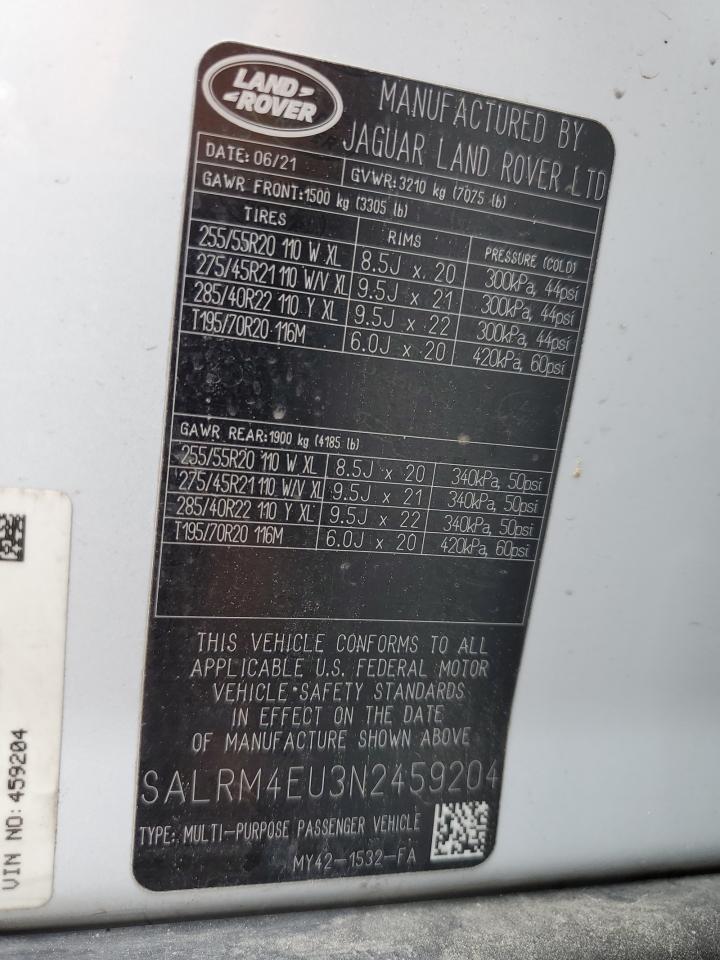 LAND ROVER
MANUFACTURED BY
JAGUAR LAND ROVER LTD
DATE: 06/21 GVWR: 3210 kg (7075 lb)
GAWR FRONT: 1500 kg (3305 lb)
TIRES RIMS PRESSURE (COLD)
255/55R20 110 W XL 8.5J x 20 300kPa, 44psi
275/45R21 110 W/V XL 9.5J x 21 300kPa, 44psi
285/40R22 110 Y XL 9.5J x 22 300kPa, 44psi
T195/70R20 116M 6.0J x 20 420kPa, 60psi
GAWR REAR: 1900 kg (4185 lb)
255/55R20 110 W XL 8.5J x 20 340kPa, 50psi
275/45R21 110 W/V XL 9.5J x 21 340kPa, 50psi
285/40R22 110 Y XL 9.5J x 22 340kPa, 50psi
T195/70R20 116M 6.0J x 20 420kPa, 60psi
THIS VEHICLE CONFORMS TO ALL
APPLICABLE U.S. FEDERAL MOTOR
VEHICLE SAFETY STANDARDS
IN EFFECT ON THE DATE
OF MANUFACTURE SHOWN ABOVE
SALRM4EU3N2459204
TYPE: MULTI-PURPOSE PASSENGER VEHICLE
MY42-1532-FA
VIN NO: 459204